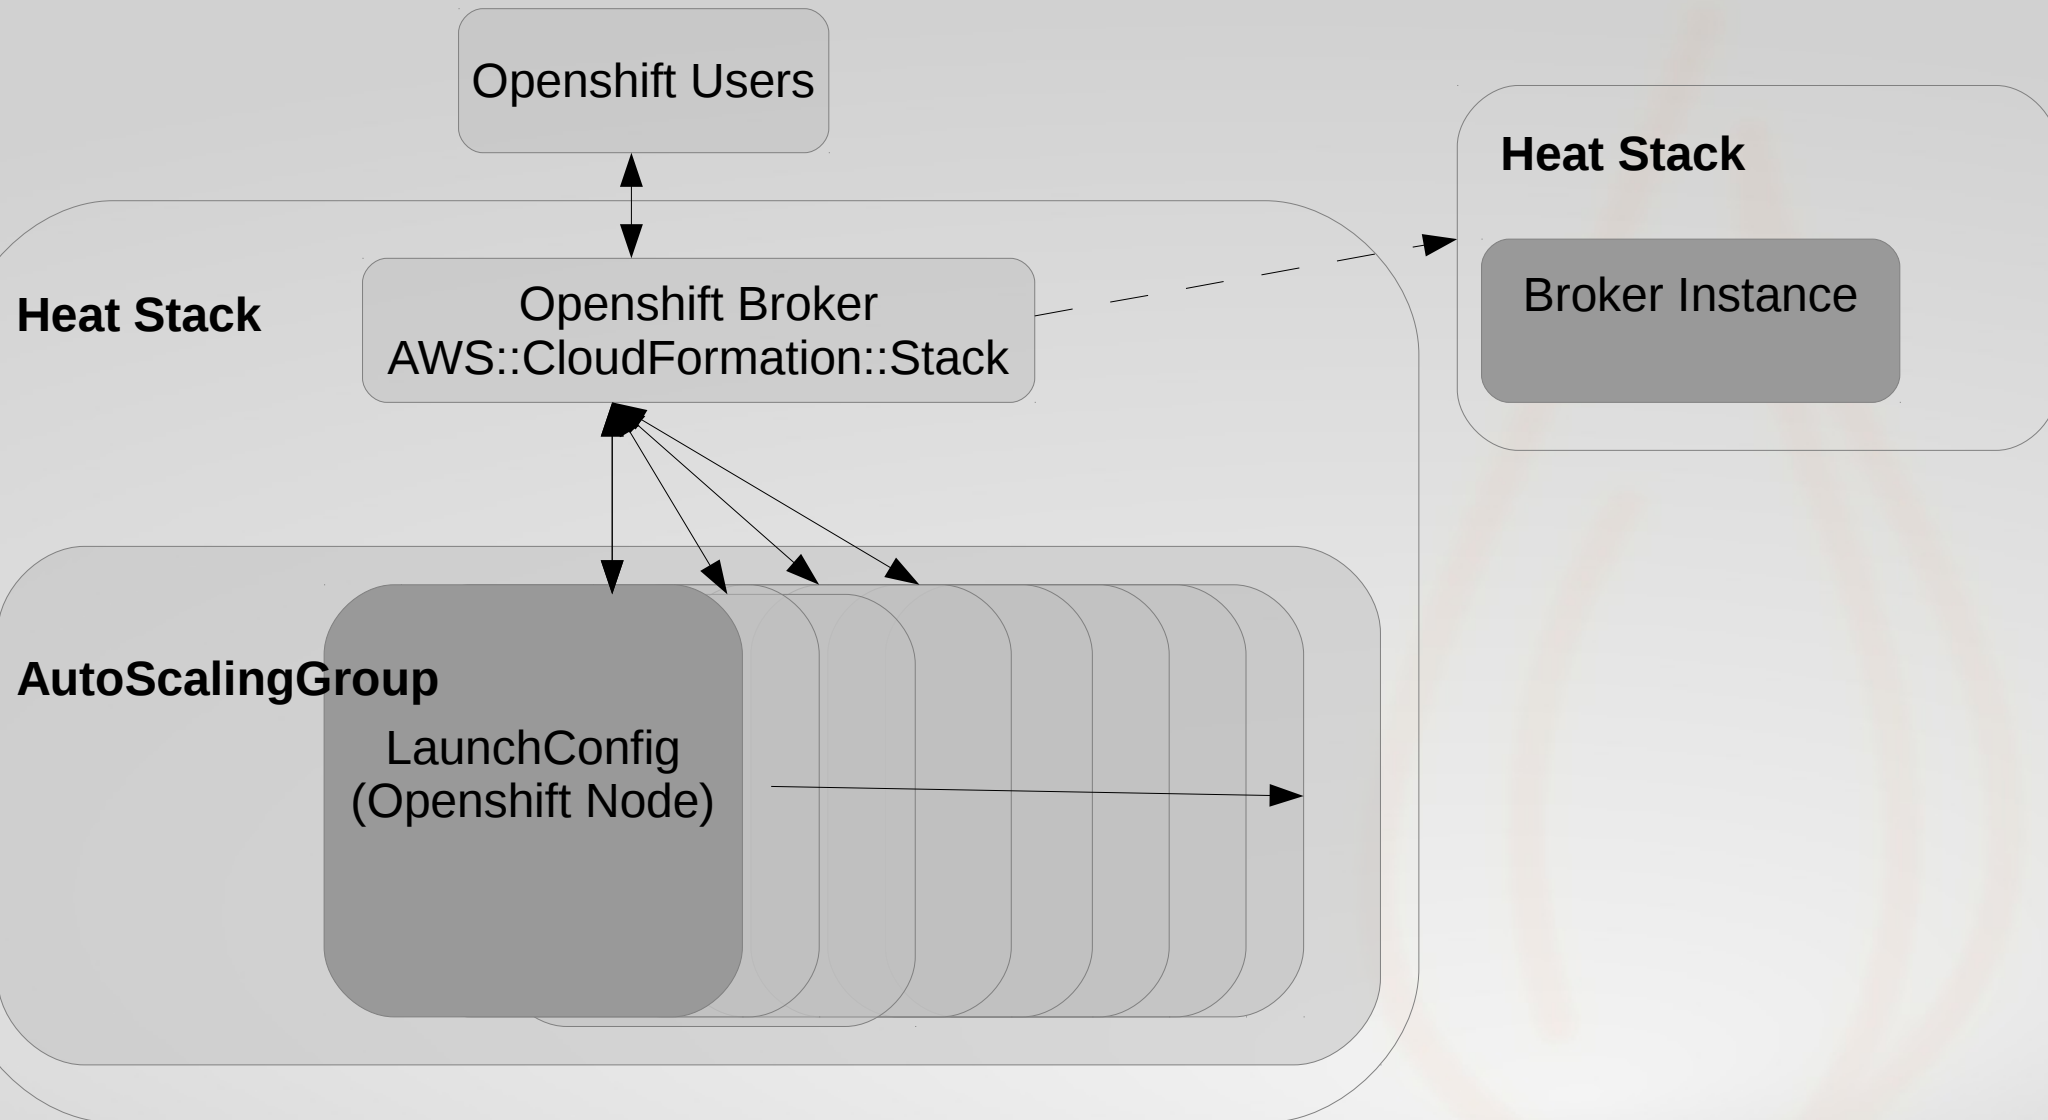 Openshift Users
Heat Stack
Heat Stack
Openshift Broker
AWS::CloudFormation::Stack
Broker Instance
AutoScalingGroup
LaunchConfig
(Openshift Node)